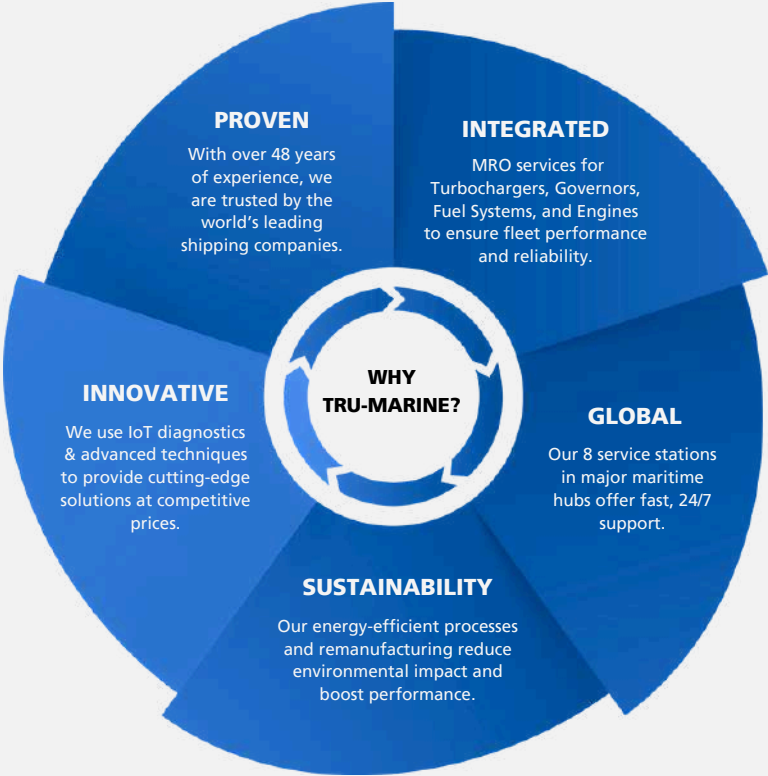 PROVEN
With over 48 years
of experience, we
are trusted by the
world's leading
shipping companies.
INTEGRATED
MRO services for
Turbochargers, Governors,
Fuel Systems, and Engines
to ensure fleet performance
and reliability.
WHY
TRU-MARINE?
INNOVATIVE
We use IoT diagnostics
& advanced techniques
to provide cutting-edge
solutions at competitive
prices.
GLOBAL
Our 8 service stations
in major maritime
hubs offer fast, 24/7
support.
SUSTAINABILITY
Our energy-efficient processes
and remanufacturing reduce
environmental impact and
boost performance.